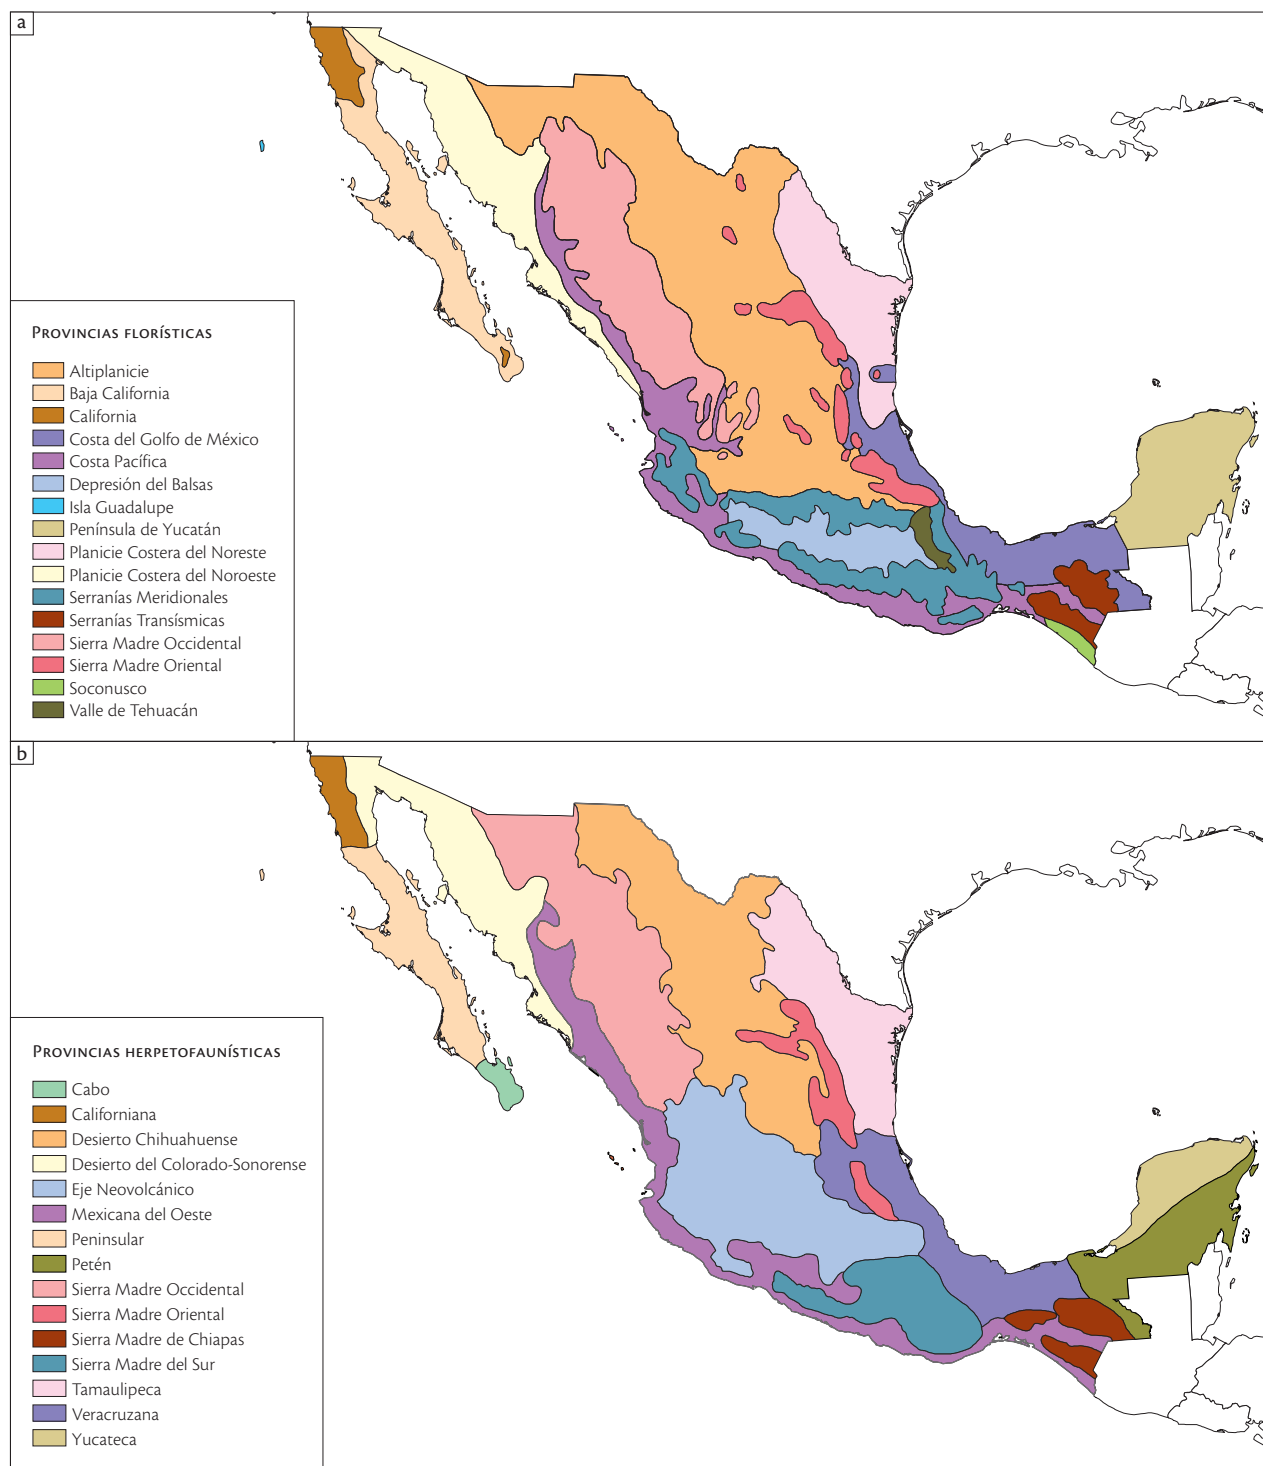 a
PROVINCIAS FLORÍSTICAS
Altiplanicie
Baja California
California
Costa del Golfo de México
Costa Pacífica
Depresión del Balsas
Isla Guadalupe
Península de Yucatán
Planicie Costera del Noreste
Planicie Costera del Noroeste
Serranías Meridionales
Serranías Transísmicas
Sierra Madre Occidental
Sierra Madre Oriental
Soconusco
Valle de Tehuacán
b
PROVINCIAS HERPETOFAUNÍSTICAS
Cabo
Californiana
Desierto Chihuahuense
Desierto del Colorado-Sonorense
Eje Neovolcánico
Mexicana del Oeste
Peninsular
Petén
Sierra Madre Occidental
Sierra Madre Oriental
Sierra Madre de Chiapas
Sierra Madre del Sur
Tamaulipeca
Veracruzana
Yucateca